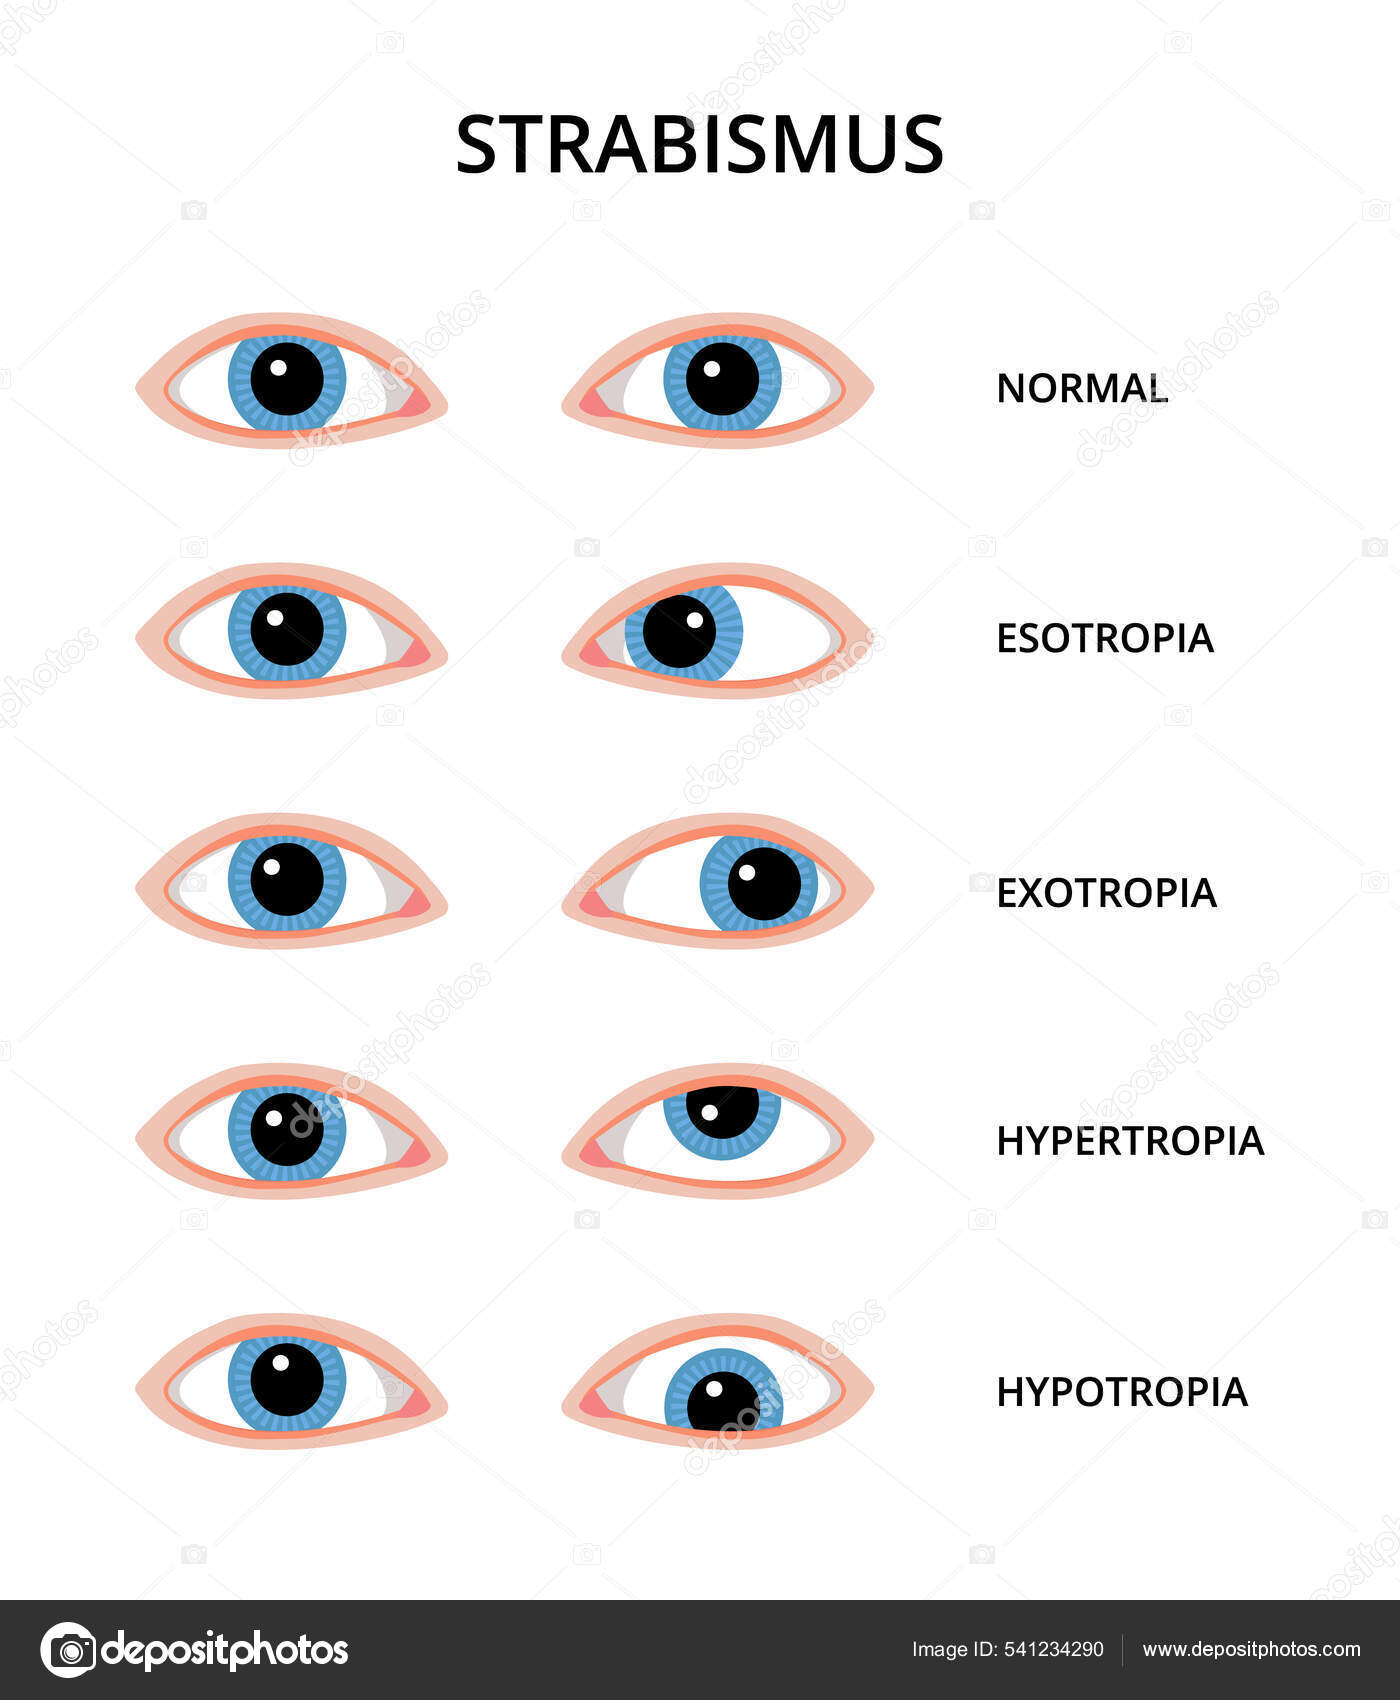 STRABISMUS
NORMAL
ESOTROPIA
EXOTROPIA
HYPERTROPIA
HYPOTROPIA
depositphotos
Image ID: 541234290
www.depositphotos.com